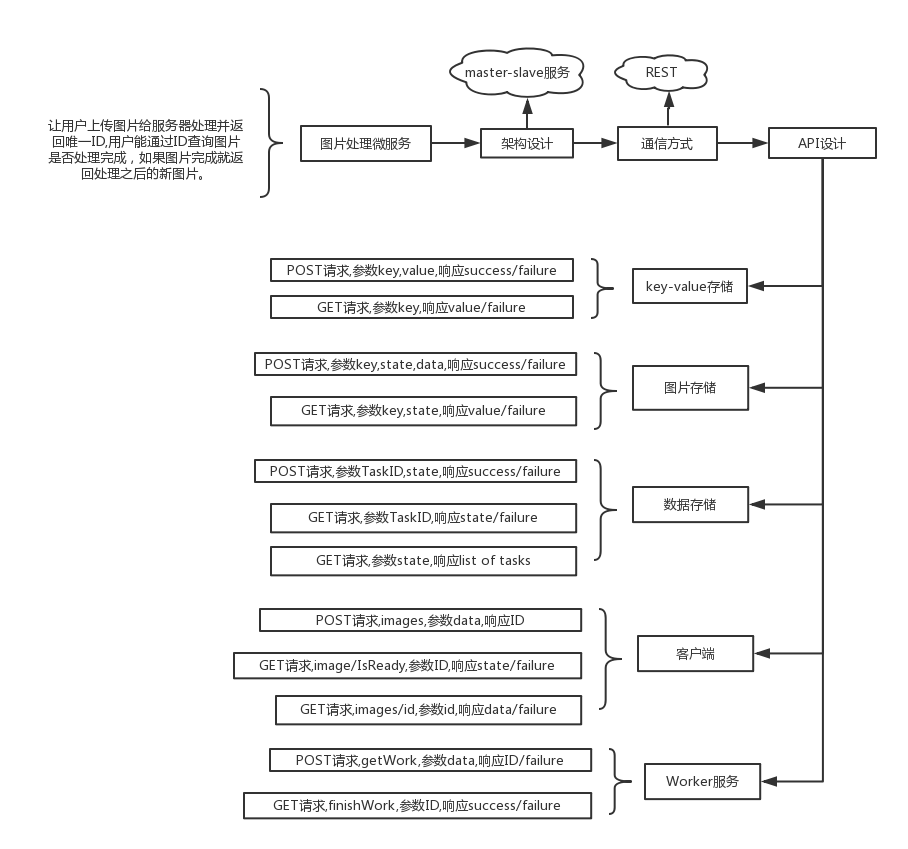 master-slave服务
REST
让用户上传图片给服务器处理并返
回唯一ID,用户能通过ID查询图片
是否处理完成，如果图片完成就返
回处理之后的新图片。
图片处理微服务
架构设计
通信方式
API设计
POST请求,参数key,value,响应success/failure
GET请求,参数key,响应value/failure
key-value存储
POST请求,参数key,state,data,响应success/failure
GET请求,参数key,state,响应value/failure
图片存储
POST请求,参数TaskID,state,响应success/failure
GET请求,参数TaskID,响应state/failure
GET请求,参数state,响应list of tasks
数据存储
POST请求,images,参数data,响应ID
GET请求,image/IsReady,参数ID,响应state/failure
GET请求,images/id,参数id,响应data/failure
客户端
POST请求,getWork,参数data,响应ID/failure
GET请求,finishWork,参数ID,响应success/failure
Worker服务